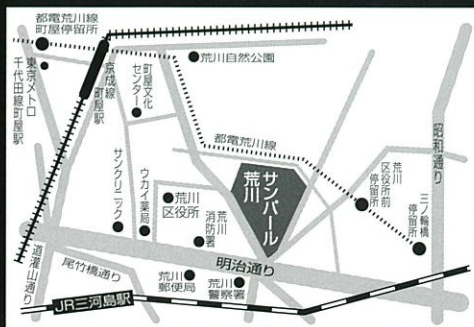 都電荒川線
町屋停留所
東京メトロ
千代田線町屋駅
京成線
町屋駅
町屋文化
センター
荒川自然公園
都電荒川線
昭和通り
サンパール
荒川
荒川
区役所前
停留所
三ノ輪橋
停留所
サンクリニック
ウカイ薬局
荒川
区役所
荒川
消防署
明治通り
道灌山通り
尾竹橋通り
荒川
郵便局
荒川
警察署
JR三河島駅